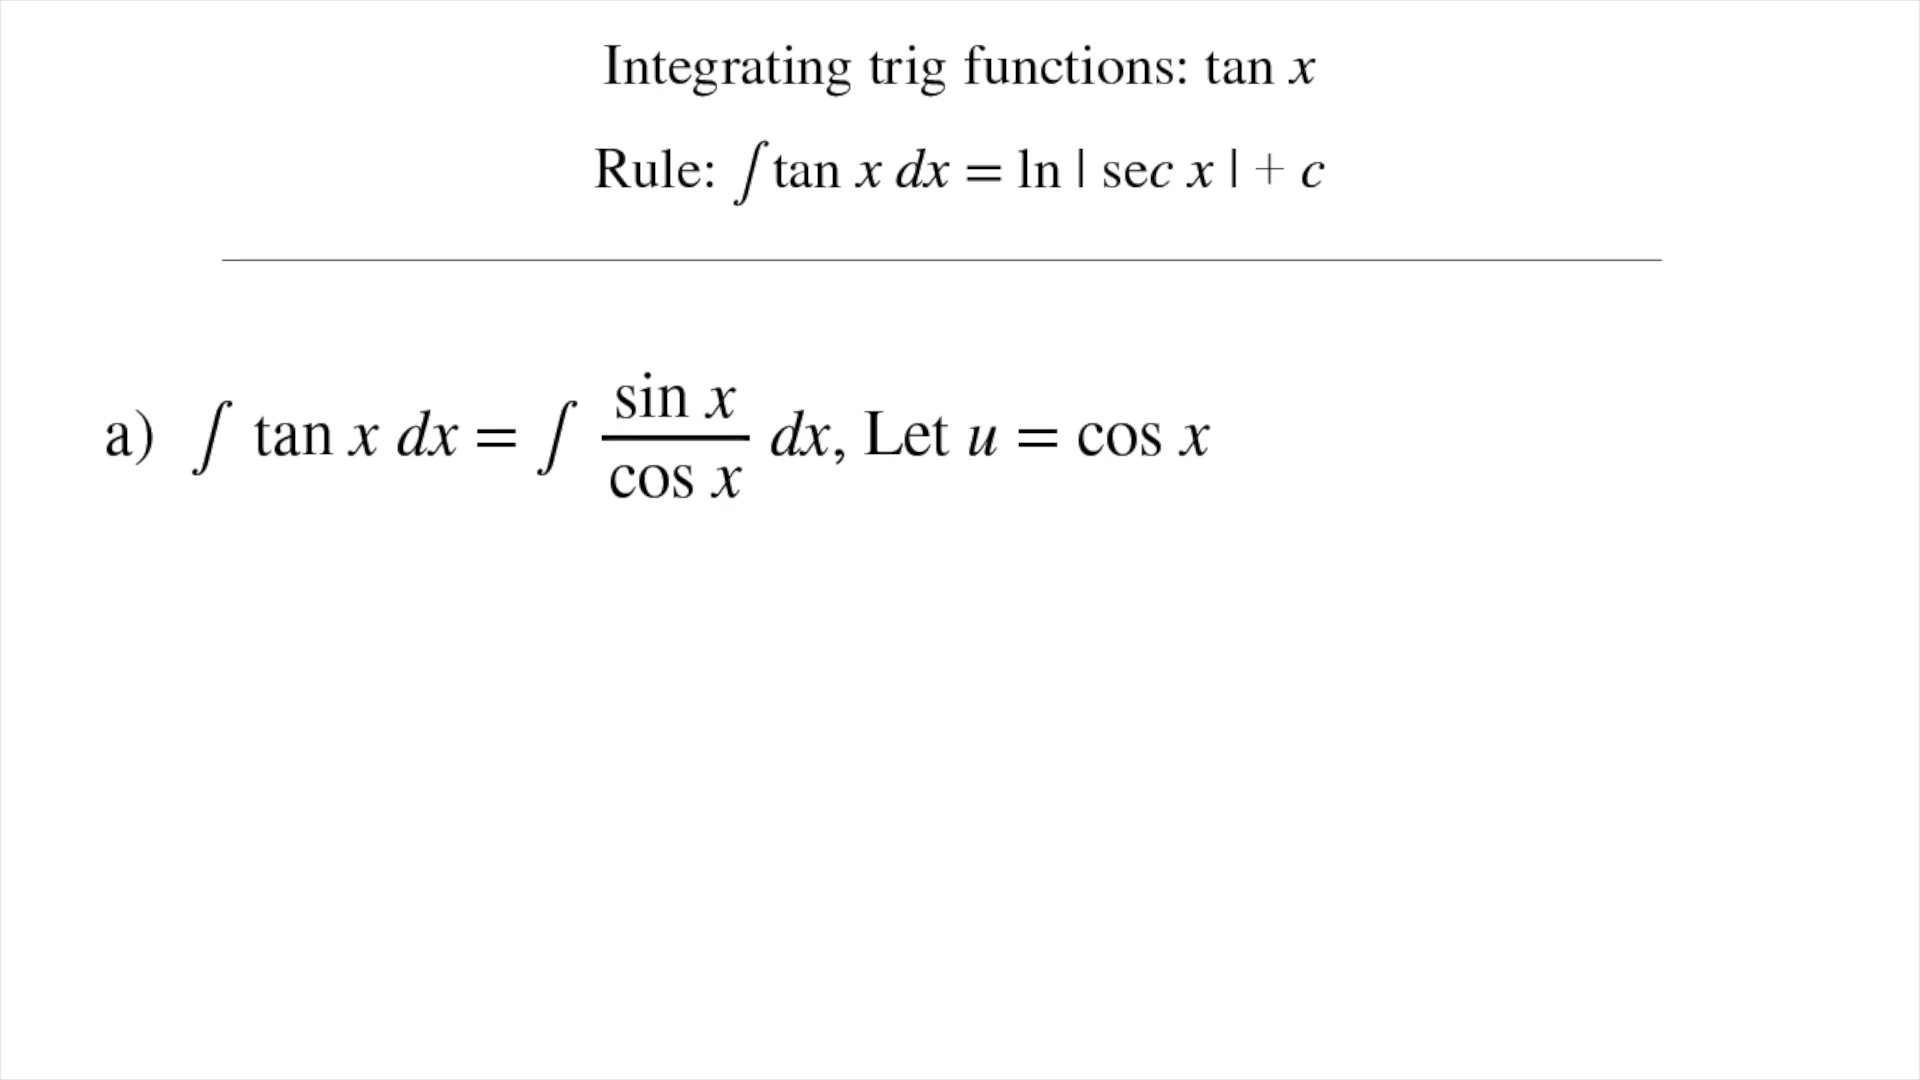 Integrating trig functions: tan x
Rule: ∫ tan x dx = ln | sec x | + c
a) ∫ tan x dx = ∫ sin x / cos x dx, Let u = cos x